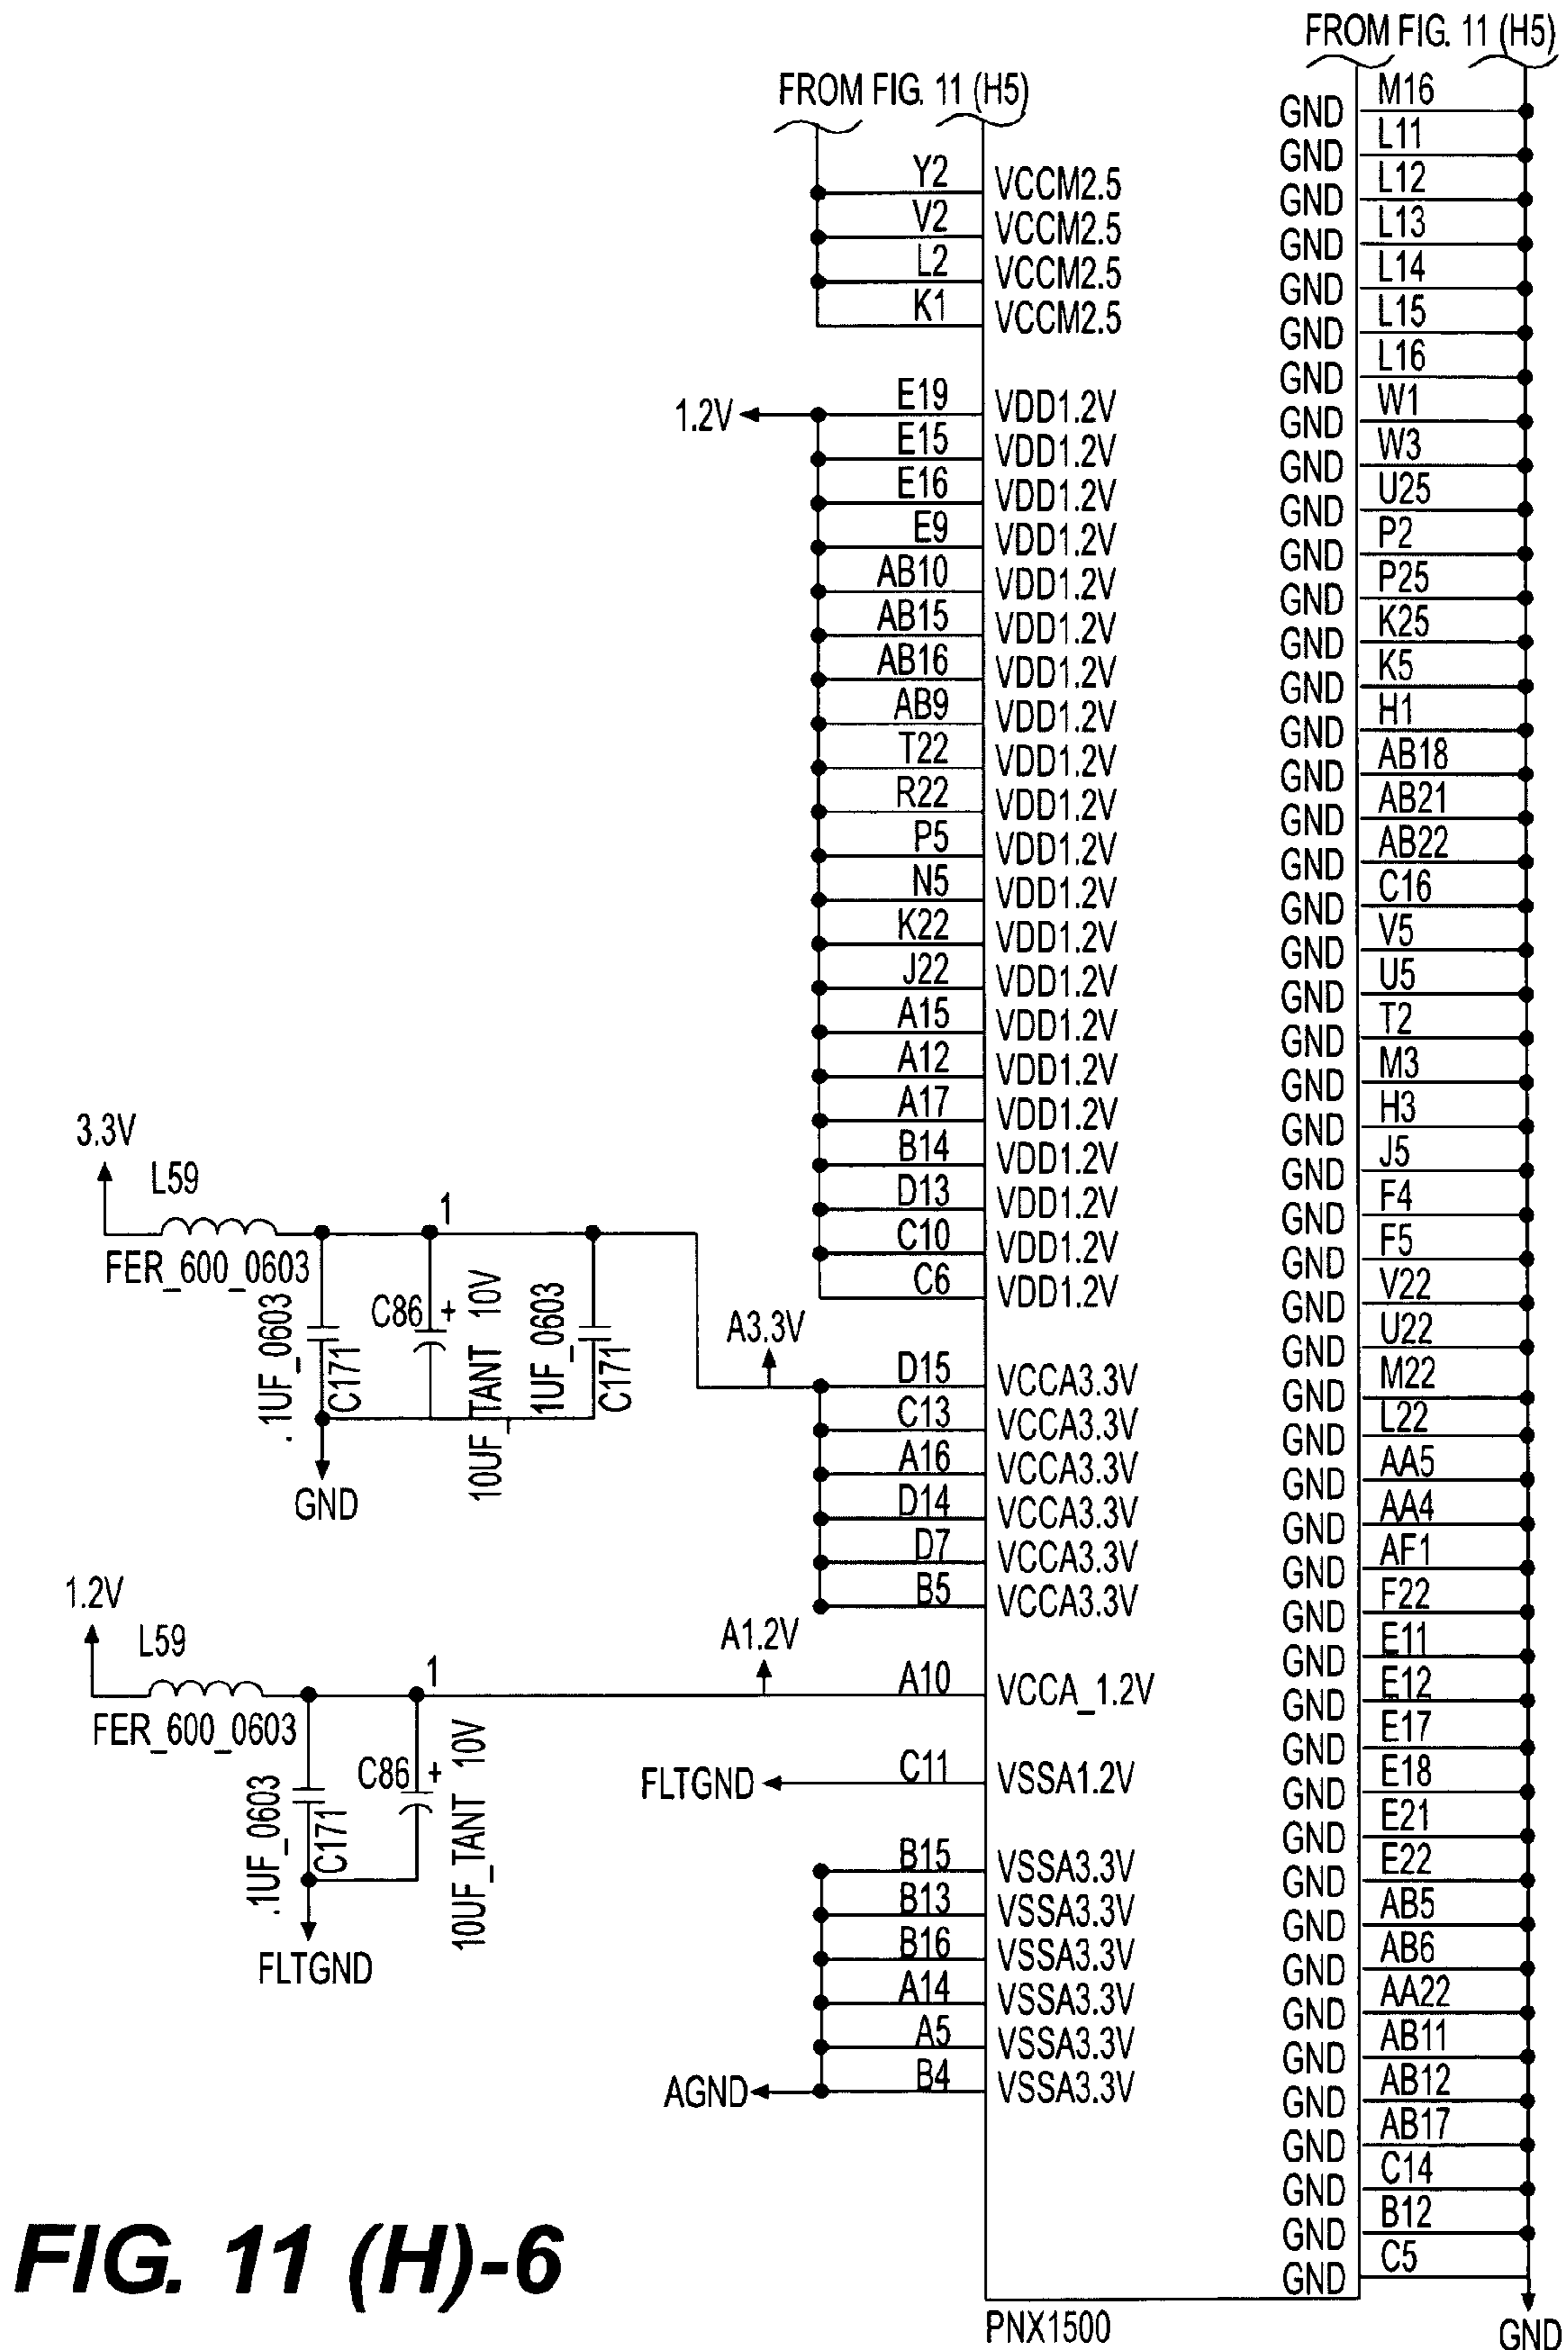 FROM FIG. 11 (H5)
FROM FIG. 11 (H5)
Y2 VCCM2.5
V2 VCCM2.5
L2 VCCM2.5
K1 VCCM2.5
1.2V E19 VDD1.2V
E15 VDD1.2V
E16 VDD1.2V
E9 VDD1.2V
AB10 VDD1.2V
AB15 VDD1.2V
AB16 VDD1.2V
AB9 VDD1.2V
T22 VDD1.2V
R22 VDD1.2V
P5 VDD1.2V
N5 VDD1.2V
K22 VDD1.2V
J22 VDD1.2V
A15 VDD1.2V
A12 VDD1.2V
A17 VDD1.2V
B14 VDD1.2V
D13 VDD1.2V
C10 VDD1.2V
C6 VDD1.2V
3.3V
L59
FER_600_0603
1
.1UF_0603
C171
C86 +
10UF_TANT 10V
.1UF_0603
C171
GND
A3.3V
D15 VCCA3.3V
C13 VCCA3.3V
A16 VCCA3.3V
D14 VCCA3.3V
D7 VCCA3.3V
B5 VCCA3.3V
1.2V
L59
FER_600_0603
1
.1UF_0603
C171
C86 +
10UF_TANT 10V
FLTGND
A1.2V
A10 VCCA_1.2V
FLTGND C11 VSSA1.2V
B15 VSSA3.3V
B13 VSSA3.3V
B16 VSSA3.3V
A14 VSSA3.3V
A5 VSSA3.3V
AGND B4 VSSA3.3V
GND M16
GND L11
GND L12
GND L13
GND L14
GND L15
GND L16
GND W1
GND W3
GND U25
GND P2
GND P25
GND K25
GND K5
GND H1
GND AB18
GND AB21
GND AB22
GND C16
GND V5
GND U5
GND T2
GND M3
GND H3
GND J5
GND F4
GND F5
GND V22
GND U22
GND M22
GND L22
GND AA5
GND AA4
GND AF1
GND F22
GND E11
GND E12
GND E17
GND E18
GND E21
GND E22
GND AB5
GND AB6
GND AA22
GND AB11
GND AB12
GND AB17
GND C14
GND B12
GND C5
GND
PNX1500
FIG. 11 (H)-6